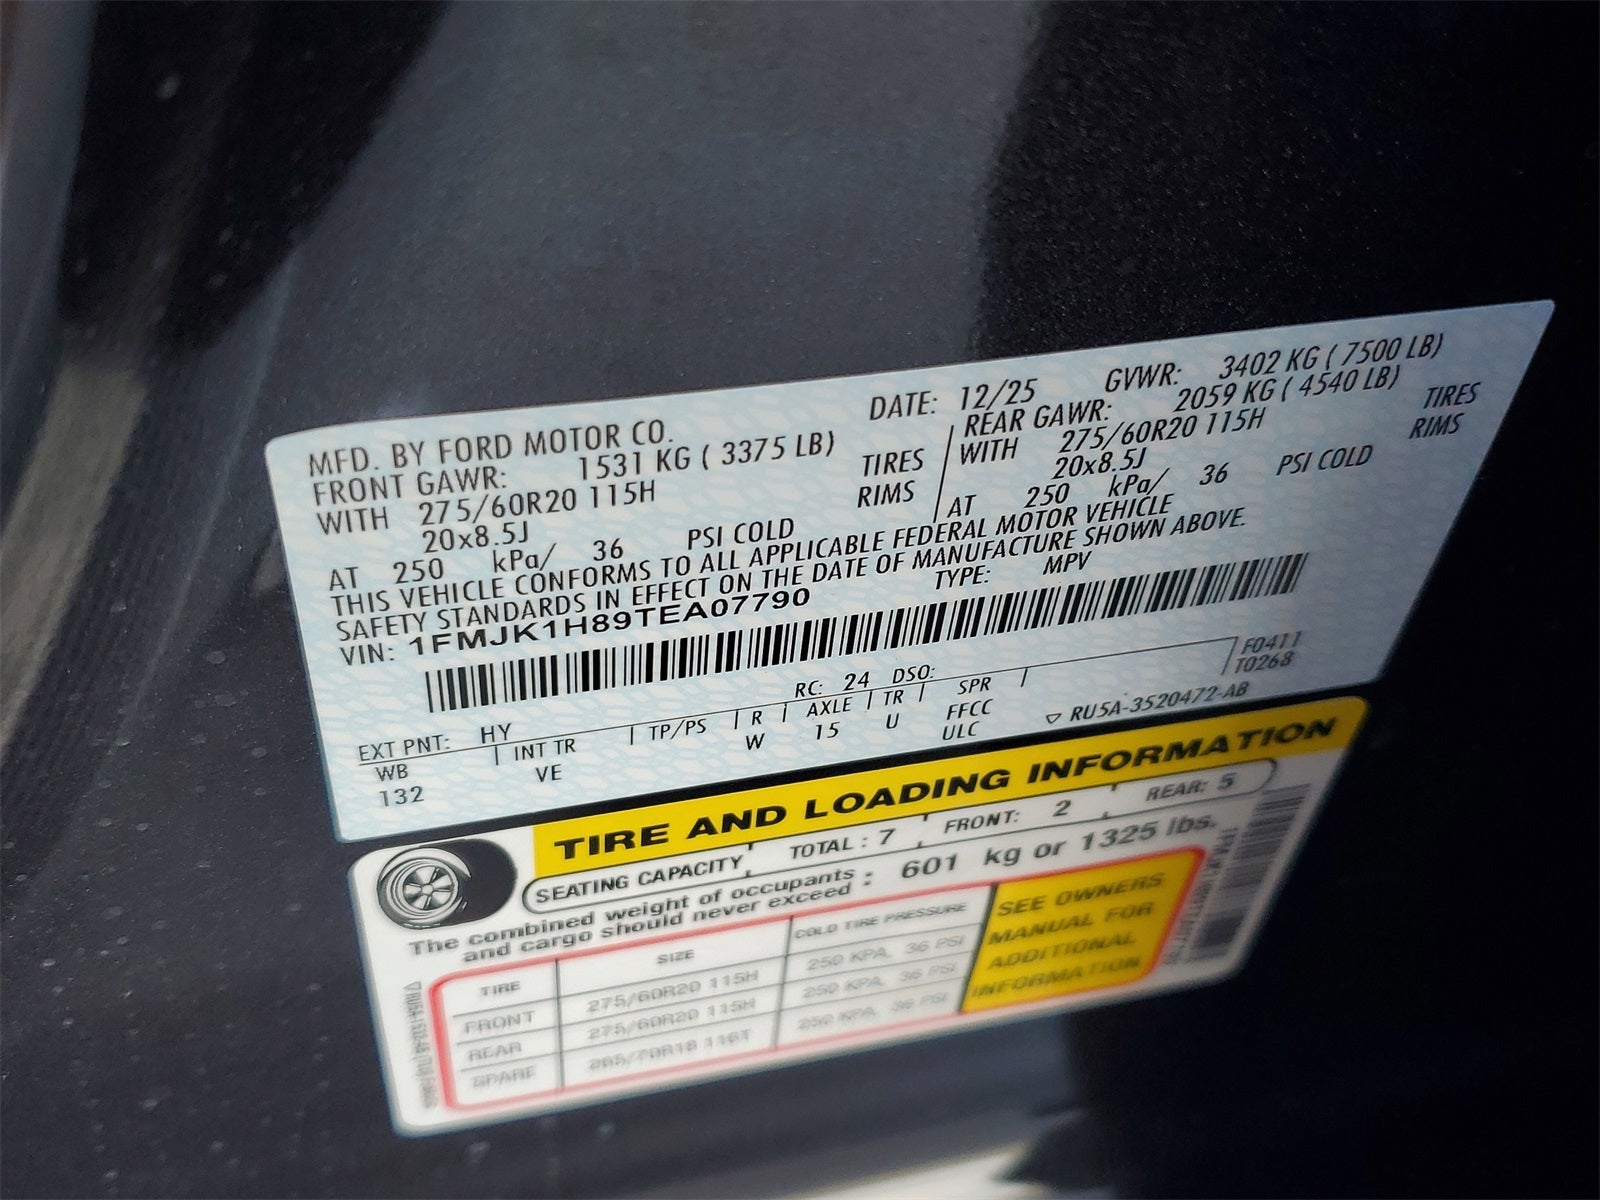 MFD. BY FORD MOTOR CO. DATE: 12/25 GVWR: 3402 KG ( 7500 LB)
FRONT GAWR: 1531 KG ( 3375 LB) REAR GAWR: 2059 KG ( 4540 LB)
WITH 275/60R20 115H TIRES WITH 275/60R20 115H TIRES
20x8.5J RIMS 20x8.5J RIMS
AT 250 kPa/ 36 PSI COLD AT 250 kPa/ 36 PSI COLD
THIS VEHICLE CONFORMS TO ALL APPLICABLE FEDERAL MOTOR VEHICLE
SAFETY STANDARDS IN EFFECT ON THE DATE OF MANUFACTURE SHOWN ABOVE.
VIN: 1FMJK1H89TEA07790 TYPE: MPV
EXT PNT: HY RC: 24 DSO: F0411
T0268
WB INT TR TP/PS R AXLE TR SPR
132 VE W 15 U FFCC
ULC ▽ RU5A-3520472-AB
TIRE AND LOADING INFORMATION
SEATING CAPACITY TOTAL : 7 FRONT: 2 REAR: 5
The combined weight of occupants
and cargo should never exceed : 601 kg or 1325 lbs.
TIRE SIZE COLD TIRE PRESSURE
FRONT 275/60R20 115H 250 KPA, 36 PSI
REAR 275/60R20 115H 250 KPA, 36 PSI
SPARE 265/70R18 116T 250 KPA, 36 PSI
SEE OWNERS
MANUAL FOR
ADDITIONAL
INFORMATION